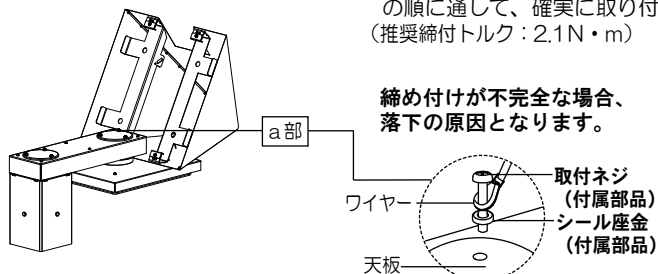 の順に通して、確実に取り付
（推奨締付トルク：2.1N・m）
締め付けが不完全な場合、
落下の原因となります。
a部
取付ネジ
（付属部品）
ワイヤー
シール座金
（付属部品）
天板